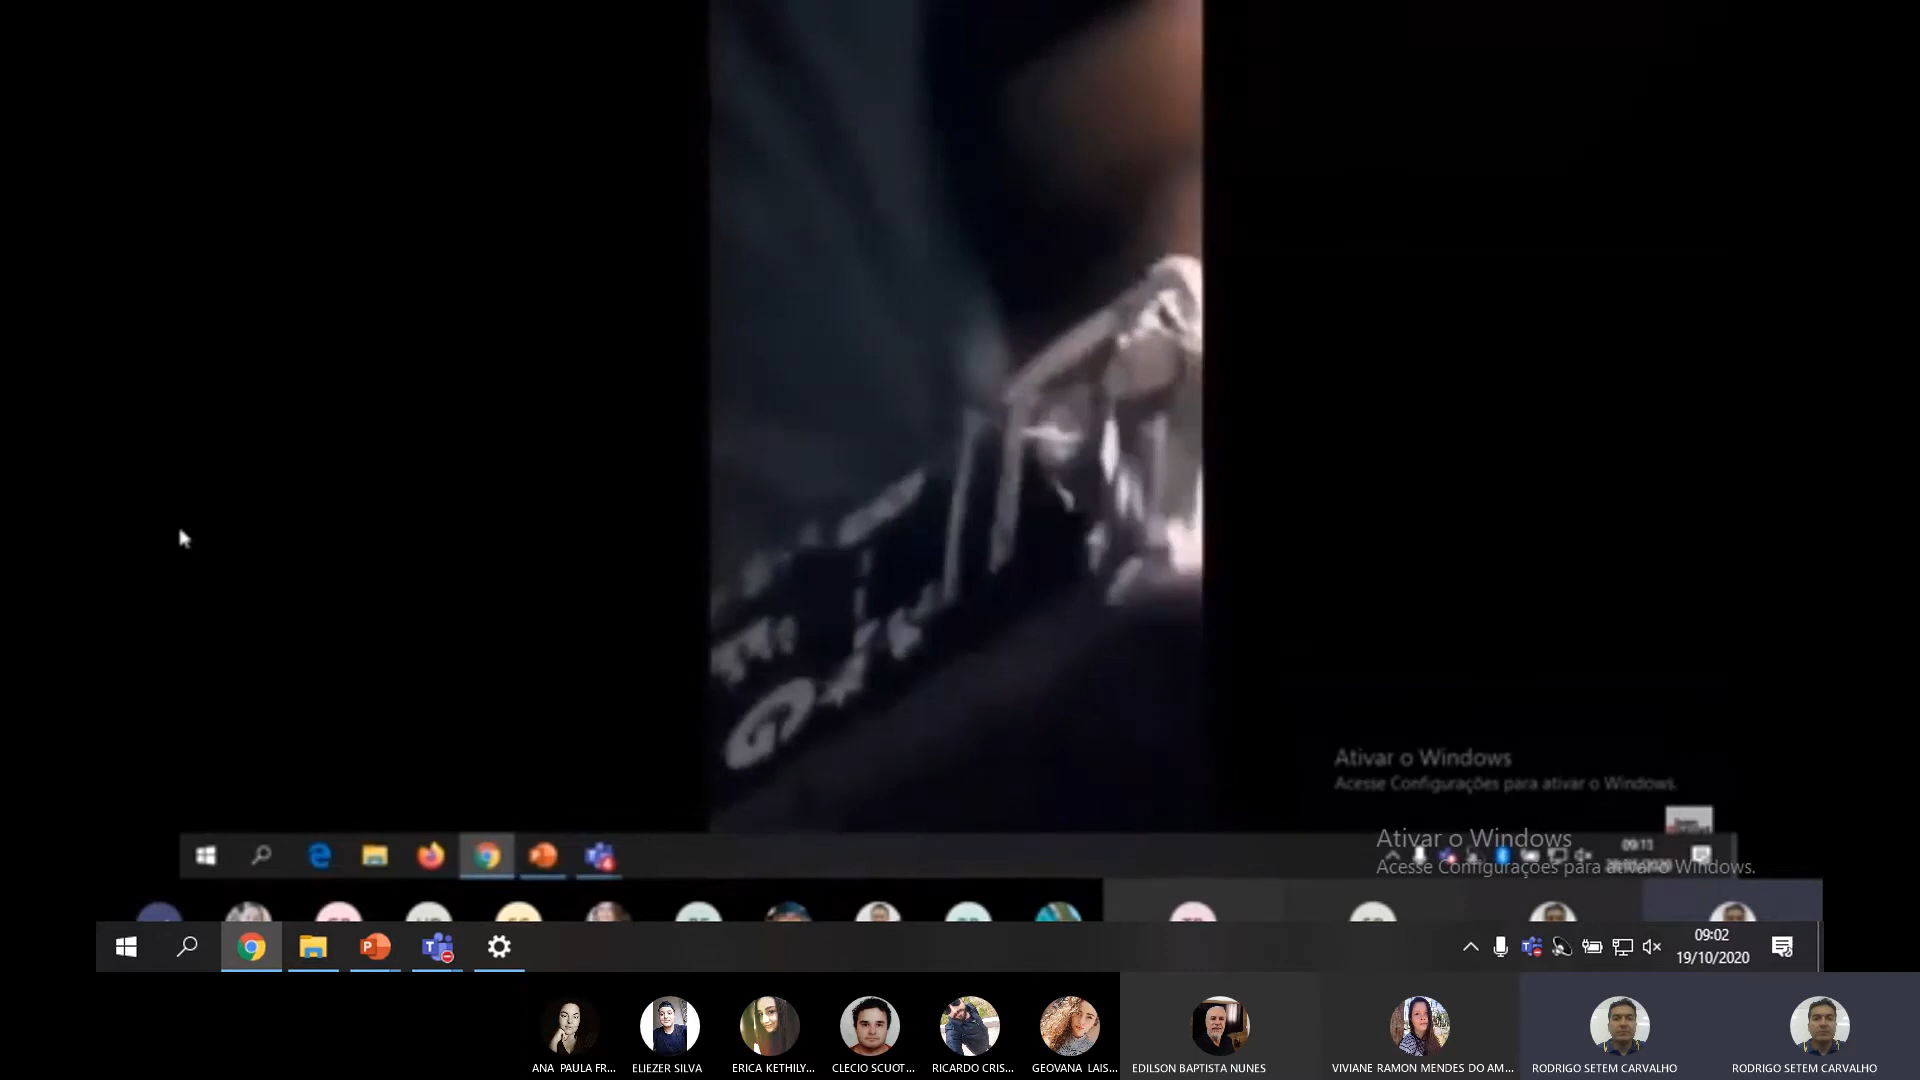 Ativar o Windows
Acesse Configurações para ativar o Windows.
Ativar o Windows
Acesse Configurações para ativar o Windows.
09:11
09:02
19/10/2020
ANA PAULA FR...
ELIEZER SILVA
ERICA KETHILY...
CLECIO SCUOT...
RICARDO CRIS...
GEOVANA LAIS...
EDILSON BAPTISTA NUNES
VIVIANE RAMON MENDES DO AM...
RODRIGO SETEM CARVALHO
RODRIGO SETEM CARVALHO